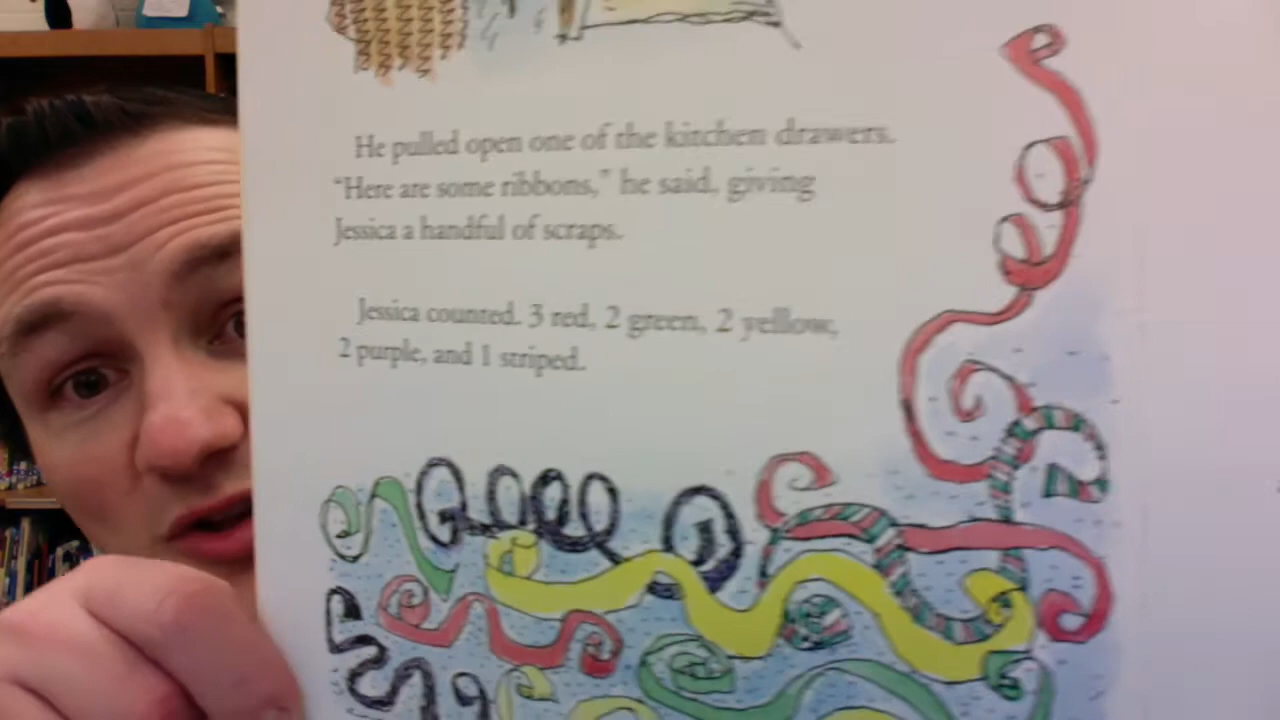 He pulled open one of the kitchen drawers.
“Here are some ribbons,” he said, giving
Jessica a handful of scraps.
Jessica counted. 3 red, 2 green, 2 yellow,
2 purple, and 1 striped.